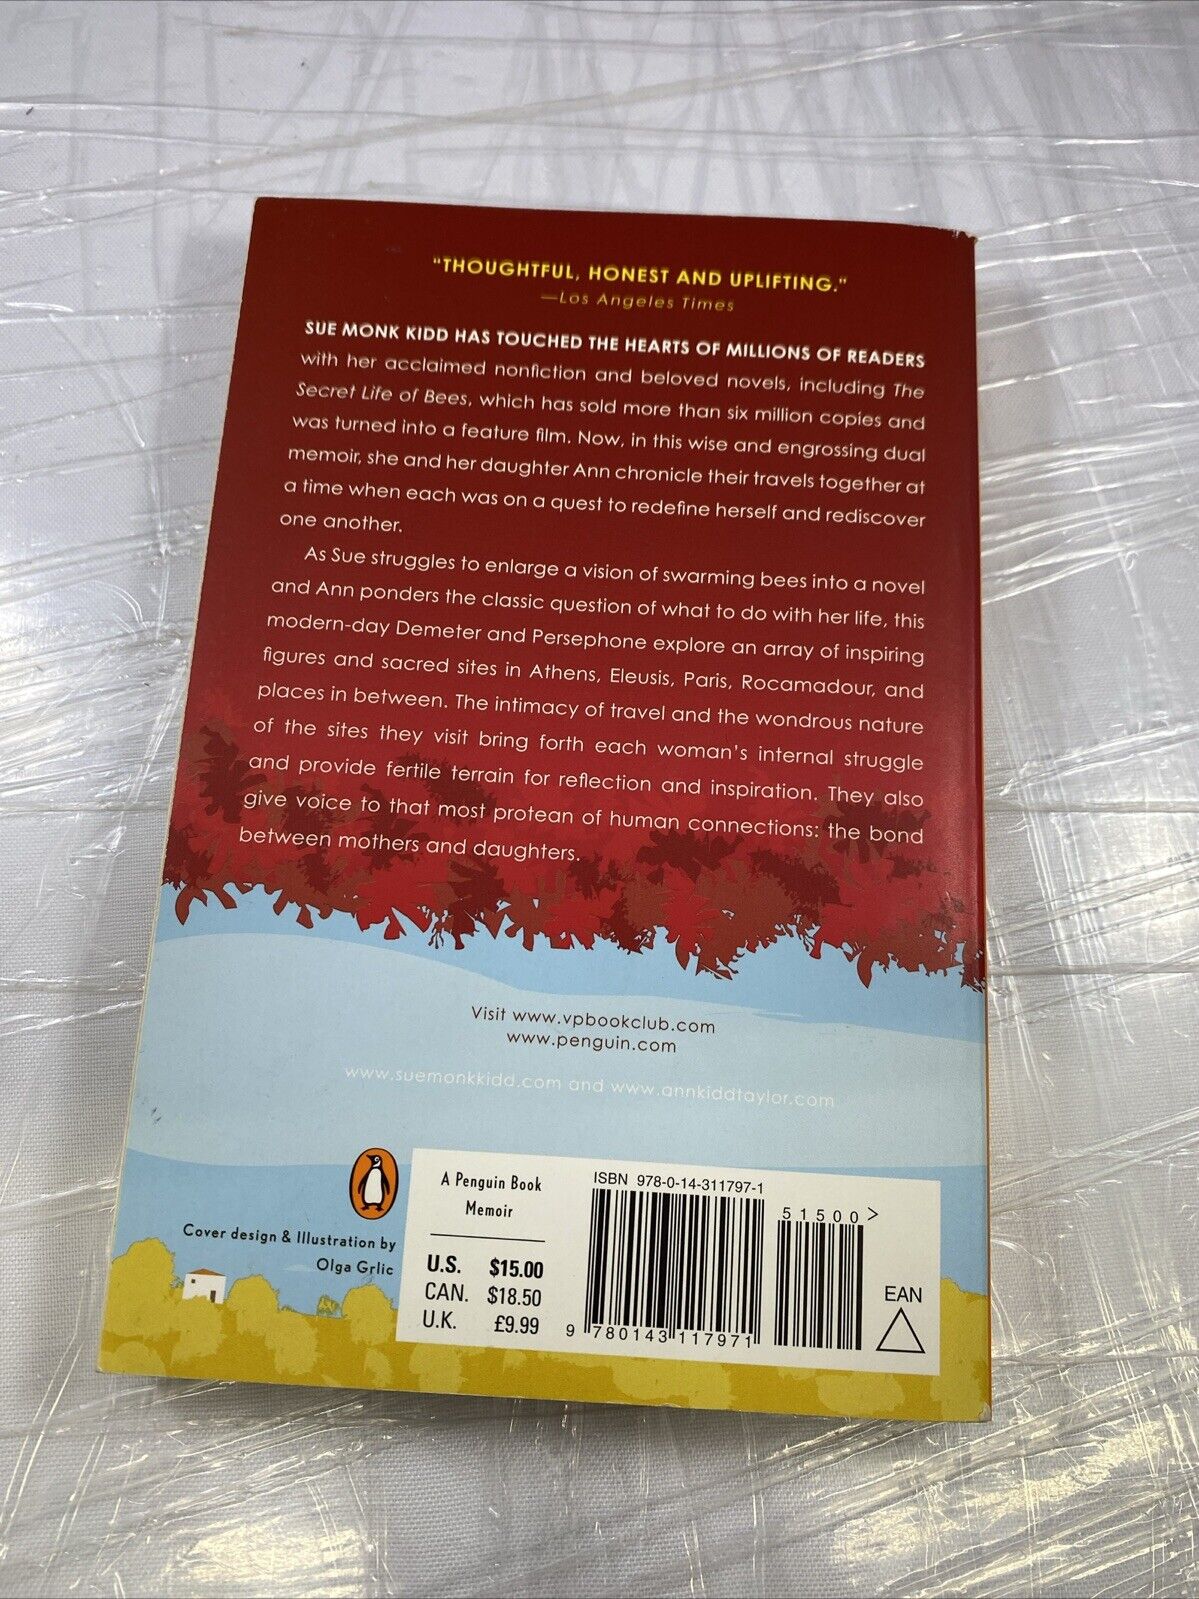 "THOUGHTFUL, HONEST AND UPLIFTING."
—Los Angeles Times
SUE MONK KIDD HAS TOUCHED THE HEARTS OF MILLIONS OF READERS
with her acclaimed nonfiction and beloved novels, including The
Secret Life of Bees, which has sold more than six million copies and
was turned into a feature film. Now, in this wise and engrossing dual
memoir, she and her daughter Ann chronicle their travels together at
a time when each was on a quest to redefine herself and rediscover
one another.
As Sue struggles to enlarge a vision of swarming bees into a novel
and Ann ponders the classic question of what to do with her life, this
modern-day Demeter and Persephone explore an array of inspiring
figures and sacred sites in Athens, Eleusis, Paris, Rocamadour, and
places in between. The intimacy of travel and the wondrous nature
of the sites they visit bring forth each woman's internal struggle
and provide fertile terrain for reflection and inspiration. They also
give voice to that most protean of human connections: the bond
between mothers and daughters.
Visit www.vpbookclub.com
www.penguin.com
www.suemonkkidd.com and www.annkiddtaylor.com
Cover design & Illustration by
Olga Grlic
A Penguin Book
Memoir
U.S. $15.00
CAN. $18.50
U.K. £9.99
ISBN 978-0-14-311797-1
51500>
9 780143 117971
EAN